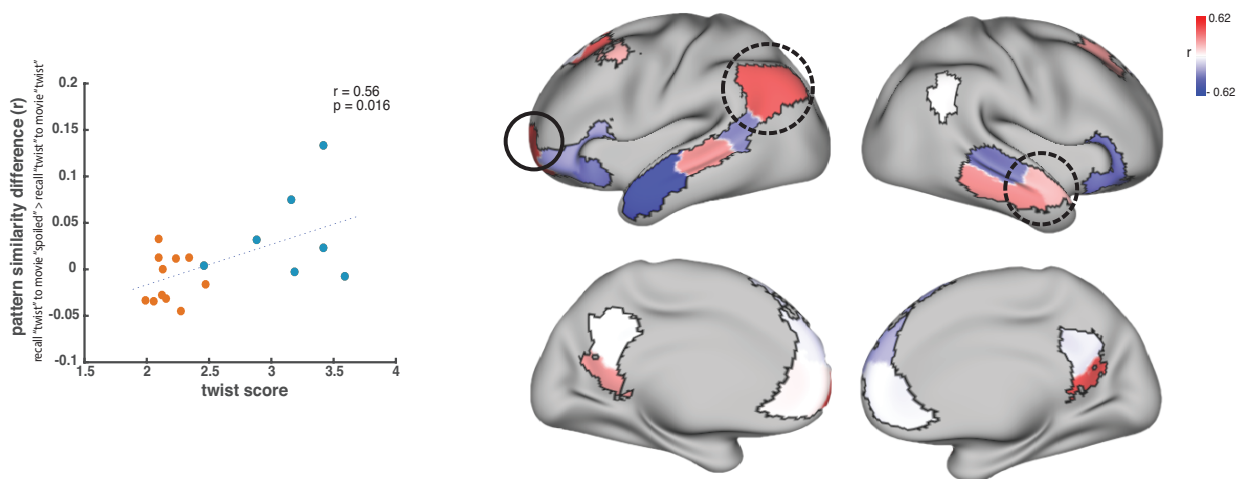 pattern similarity difference (r)
recall "twist" to movie "spoiled" > recall "twist" to movie "twist"
0.2
0.15
0.1
0.05
0
-0.05
-0.1
r = 0.56
p = 0.016
1.5
2
2.5
3
3.5
4
twist score
0.62
r
- 0.62